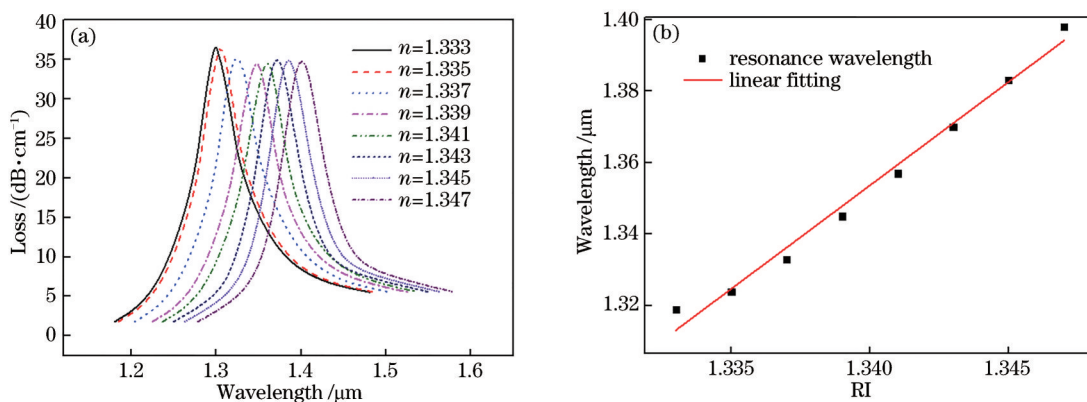 (a)
40
35
30
25
20
15
10
5
0
Loss /(dB·cm⁻¹)
n=1.333
n=1.335
n=1.337
n=1.339
n=1.341
n=1.343
n=1.345
n=1.347
1.2 1.3 1.4 1.5 1.6
Wavelength /μm
(b)
1.40
1.38
1.36
1.34
1.32
Wavelength /μm
resonance wavelength
linear fitting
1.335 1.340 1.345
RI